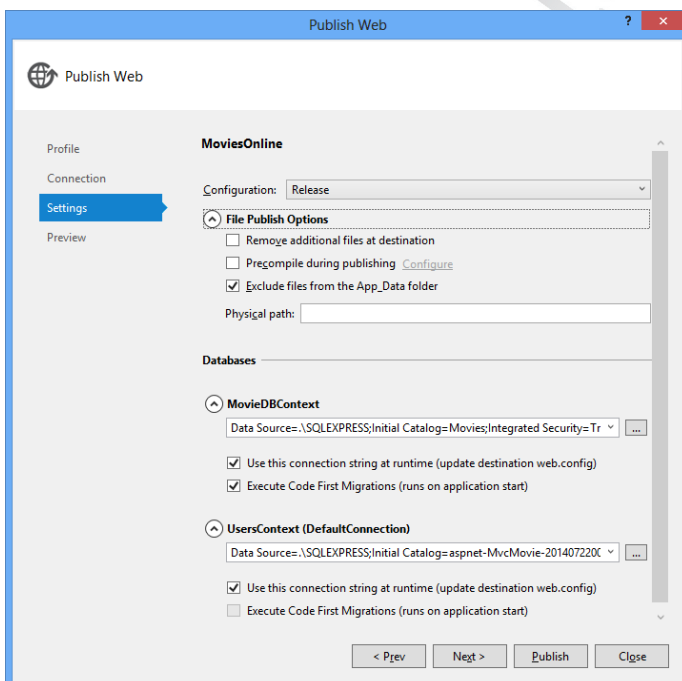 Publish Web
?
Publish Web
Profile
Connection
Settings
Preview
MoviesOnline
Configuration: Release
File Publish Options
Remove additional files at destination
Precompile during publishing Configure
Exclude files from the App_Data folder
Physical path:
Databases
MovieDBContext
Data Source=.\SQLEXPRESS;Initial Catalog=Movies;Integrated Security=Tr
...
Use this connection string at runtime (update destination web.config)
Execute Code First Migrations (runs on application start)
UsersContext (DefaultConnection)
Data Source=.\SQLEXPRESS;Initial Catalog=aspnet-MvcMovie-201407220(
...
Use this connection string at runtime (update destination web.config)
Execute Code First Migrations (runs on application start)
< Prev Next > Publish Close